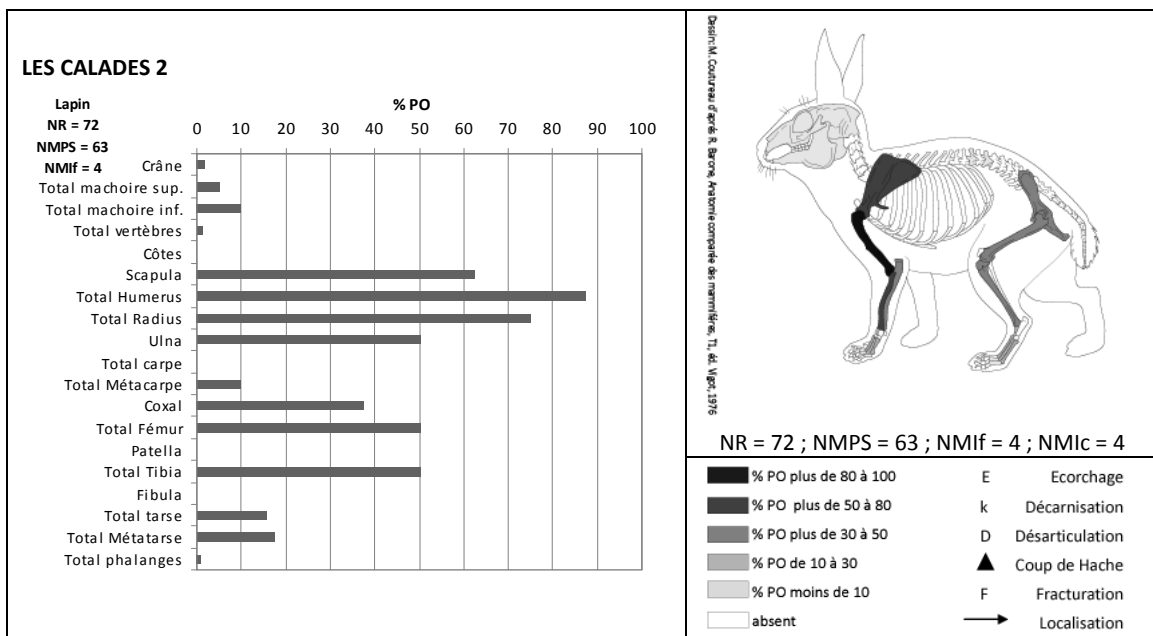 LES CALADES 2
Lapin
NR = 72
NMPS = 63
NMIf = 4
% PO
0 10 20 30 40 50 60 70 80 90 100
Crâne
Total machoire sup.
Total machoire inf.
Total vertèbres
Côtes
Scapula
Total Humerus
Total Radius
Ulna
Total carpe
Total Métacarpe
Coxal
Total Fémur
Patella
Total Tibia
Fibula
Total tarse
Total Métatarse
Total phalanges
Dessin: M. Coutureau d'après R. Barone, Anatomie comparée des mammifères, T1, éd. Vigot, 1976
NR = 72 ; NMPS = 63 ; NMIf = 4 ; NMIc = 4
% PO plus de 80 à 100 E Ecorchage
% PO plus de 50 à 80 k Décarnisation
% PO plus de 30 à 50 D Désarticulation
% PO de 10 à 30 Coup de Hache
% PO moins de 10 F Fracturation
absent Localisation